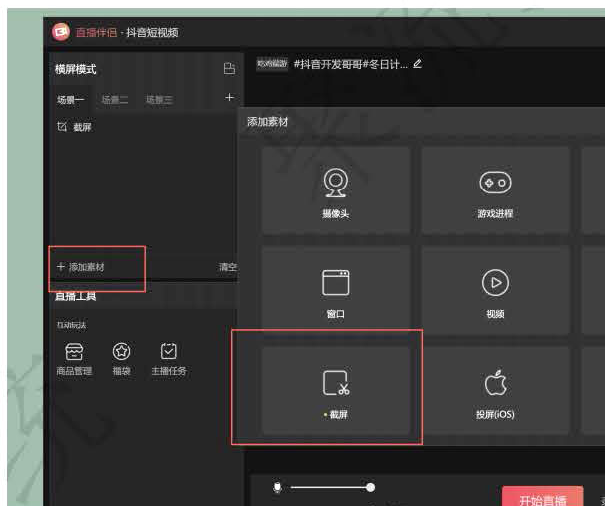 直播伴侣 · 抖音短视频
横屏模式
吃鸡端游 #抖音开发哥哥#冬日计...
场景一 场景二 场景三 +
截屏
添加素材
摄像头
游戏进程
+ 添加素材 清空
窗口
视频
直播工具
互动玩法
商品管理 福袋 主播任务
• 截屏
投屏(iOS)
开始直播